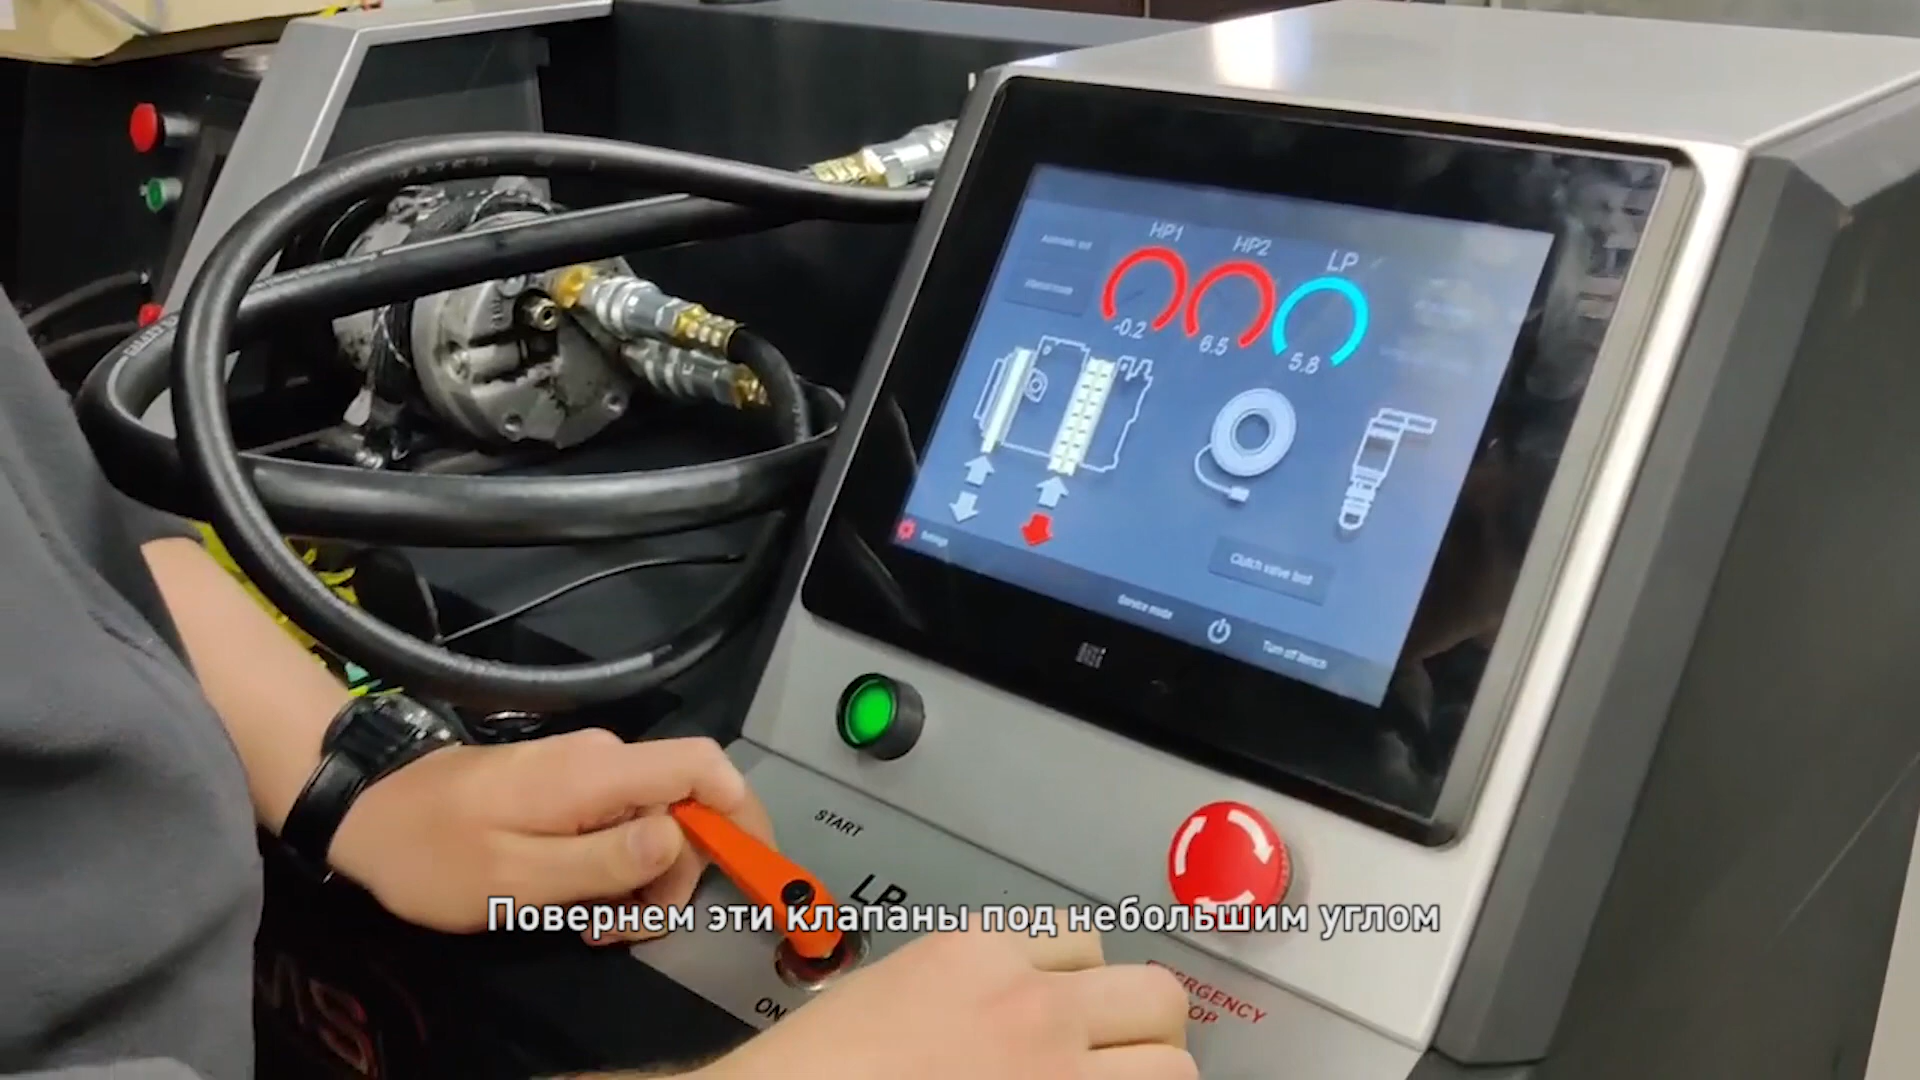 HP1
HP2
LP
-0.2
6.5
5.8
Settings
Clutch valve test
Service mode
Turn off bench
START
LP
ON
EMERGENCY
Повернем эти клапаны под небольшим углом